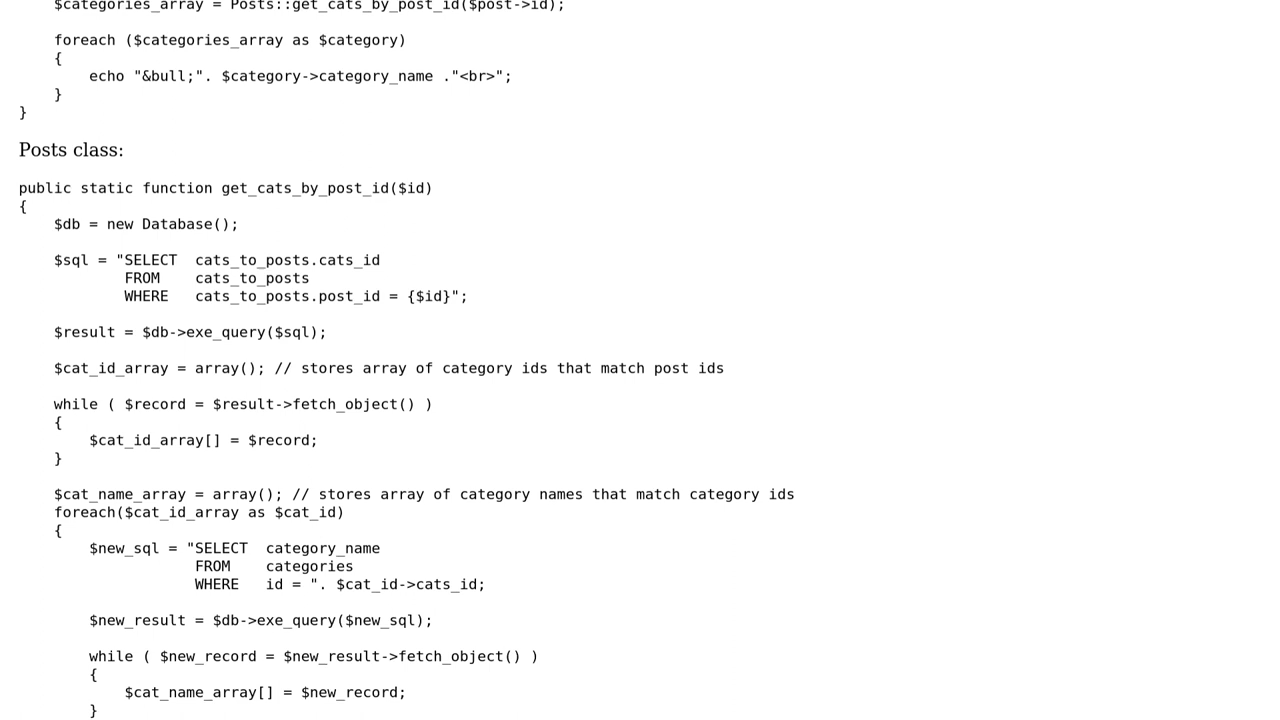 $categories_array = Posts::get_cats_by_post_id($post->id);
foreach ($categories_array as $category)
{
echo "&bull;". $category->category_name ."<br>";
}
}
Posts class:
public static function get_cats_by_post_id($id)
{
$db = new Database();
$sql = "SELECT  cats_to_posts.cats_id
FROM    cats_to_posts
WHERE   cats_to_posts.post_id = {$id}";
$result = $db->exe_query($sql);
$cat_id_array = array(); // stores array of category ids that match post ids
while ( $record = $result->fetch_object() )
{
$cat_id_array[] = $record;
}
$cat_name_array = array(); // stores array of category names that match category ids
foreach($cat_id_array as $cat_id)
{
$new_sql = "SELECT  category_name
FROM    categories
WHERE   id = ". $cat_id->cats_id;
$new_result = $db->exe_query($new_sql);
while ( $new_record = $new_result->fetch_object() )
{
$cat_name_array[] = $new_record;
}